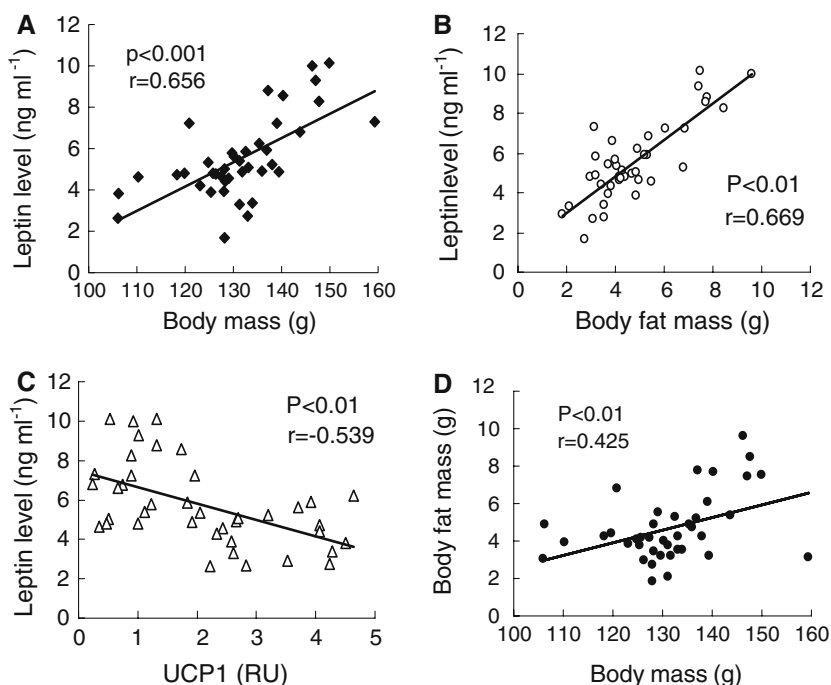 A
12
10
8
6
4
2
0
p<0.001
r=0.656
Leptin level (ng ml⁻¹)
100 110 120 130 140 150 160
Body mass (g)
B
12
10
8
6
4
2
0
P<0.01
r=0.669
Leptinlevel (ng ml⁻¹)
0 2 4 6 8 10 12
Body fat mass (g)
C
12
10
8
6
4
2
0
P<0.01
r=-0.539
Leptin level (ng ml⁻¹)
0 1 2 3 4 5
UCP1 (RU)
D
12
10
8
6
4
2
0
P<0.01
r=0.425
Body fat mass (g)
100 110 120 130 140 150 160
Body mass (g)